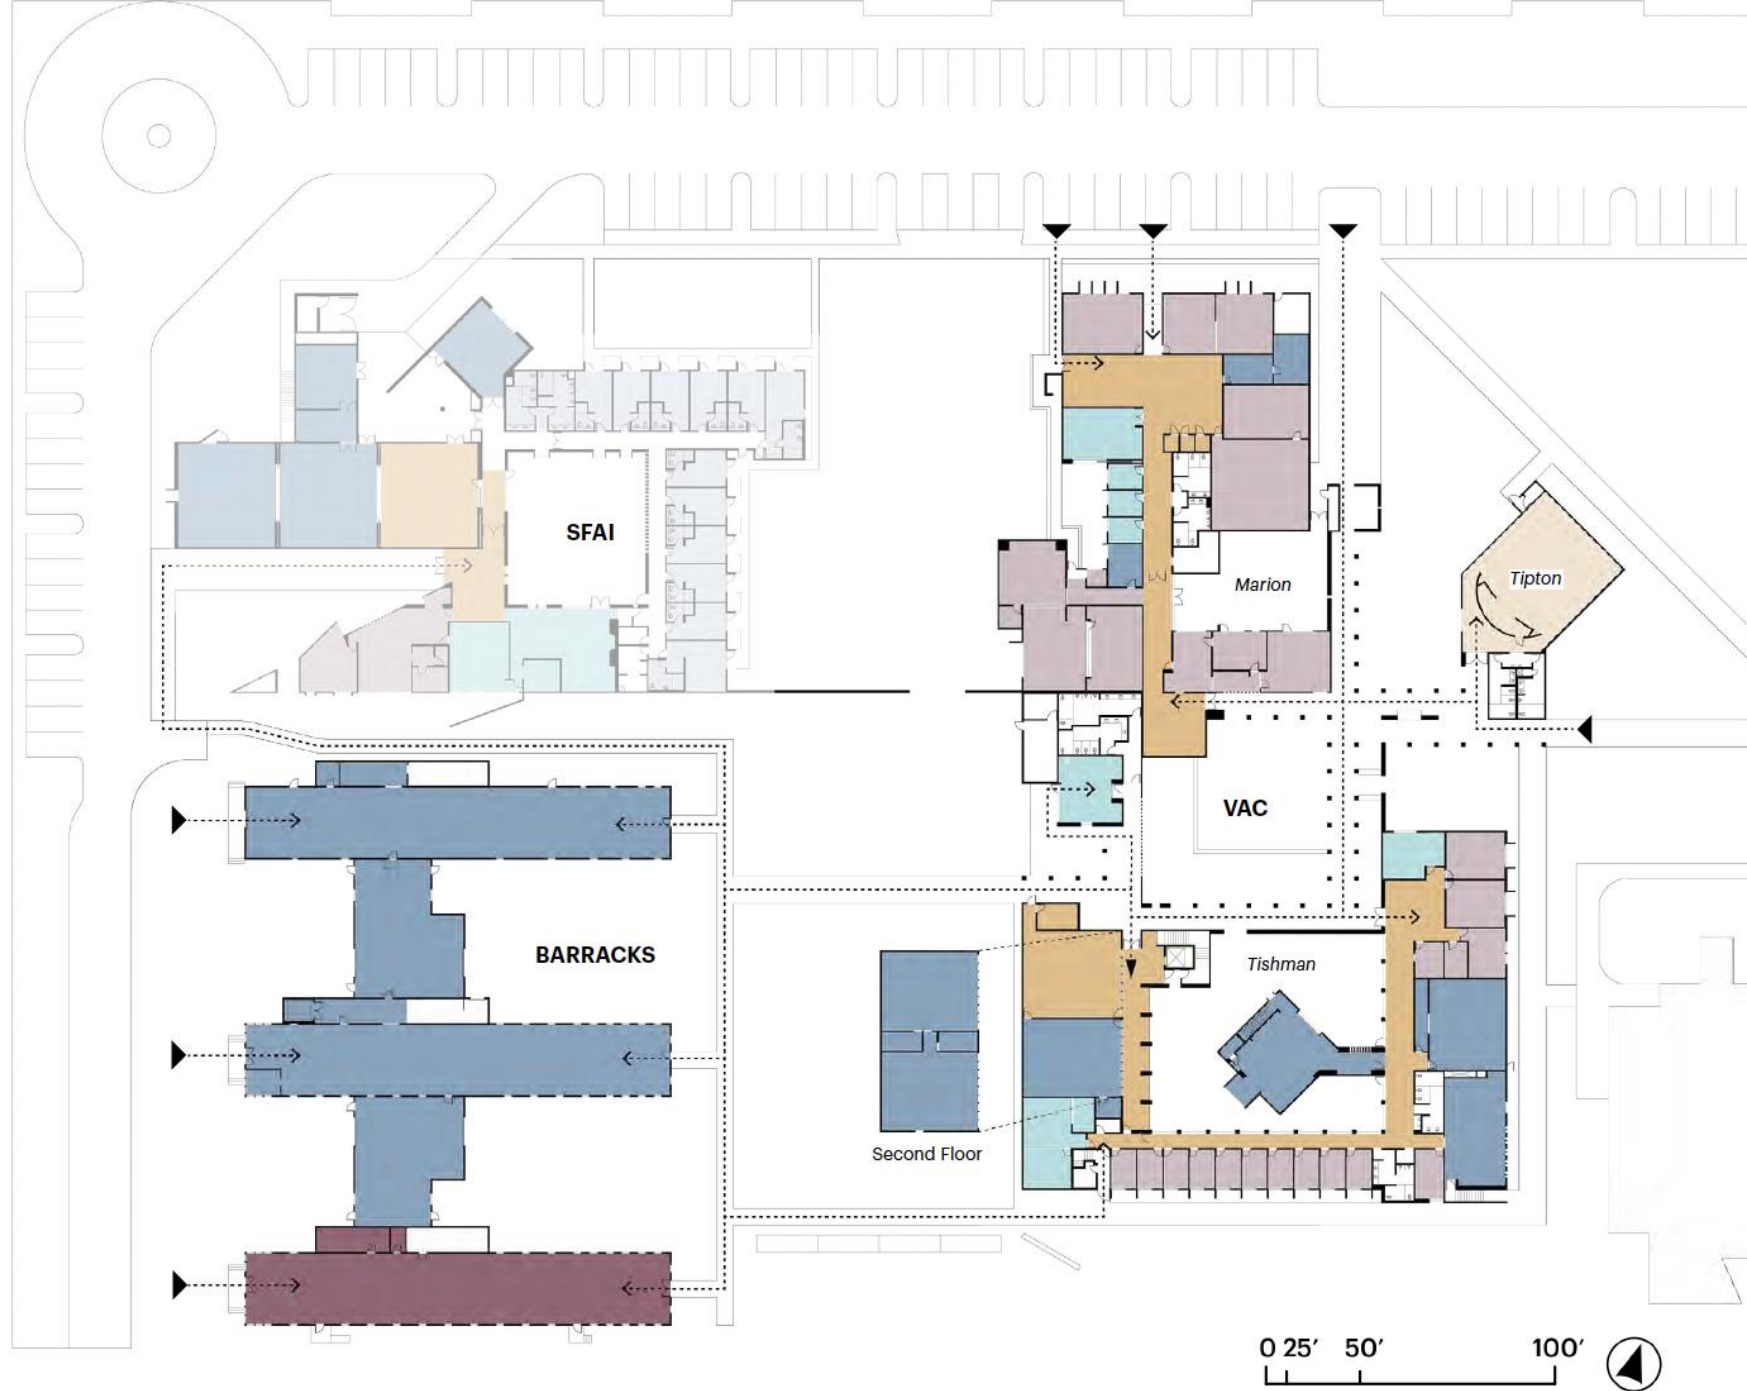 SFAI
Marion
Tipton
VAC
BARRACKS
Tishman
Second Floor
0 25′ 50′ 100′